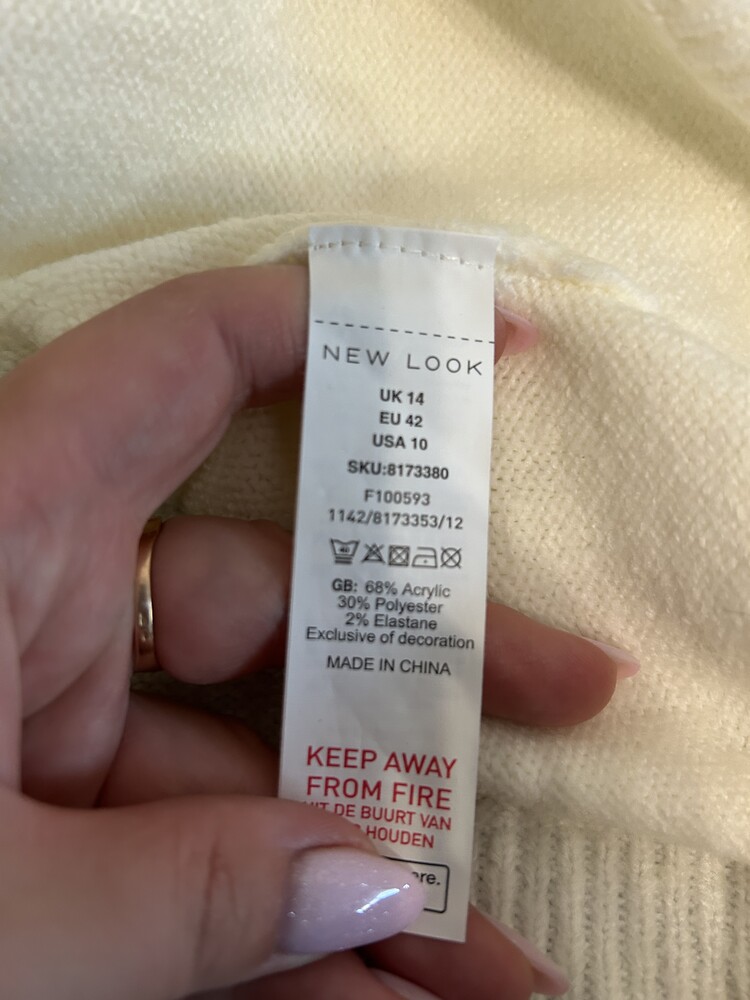 NEW LOOK
UK 14
EU 42
USA 10
SKU:8173380
F100593
1142/8173353/12
40
GB: 68% Acrylic
30% Polyester
2% Elastane
Exclusive of decoration
MADE IN CHINA
KEEP AWAY
FROM FIRE
UIT DE BUURT VAN
HOUDEN